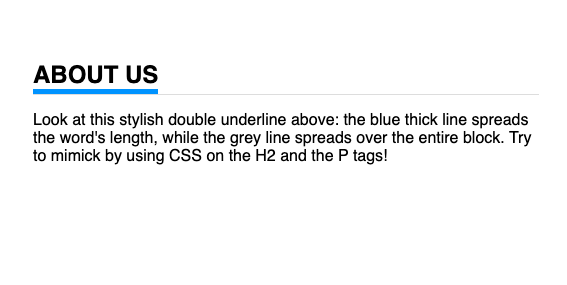 ABOUT US
Look at this stylish double underline above: the blue thick line spreads
the word's length, while the grey line spreads over the entire block. Try
to mimick by using CSS on the H2 and the P tags!